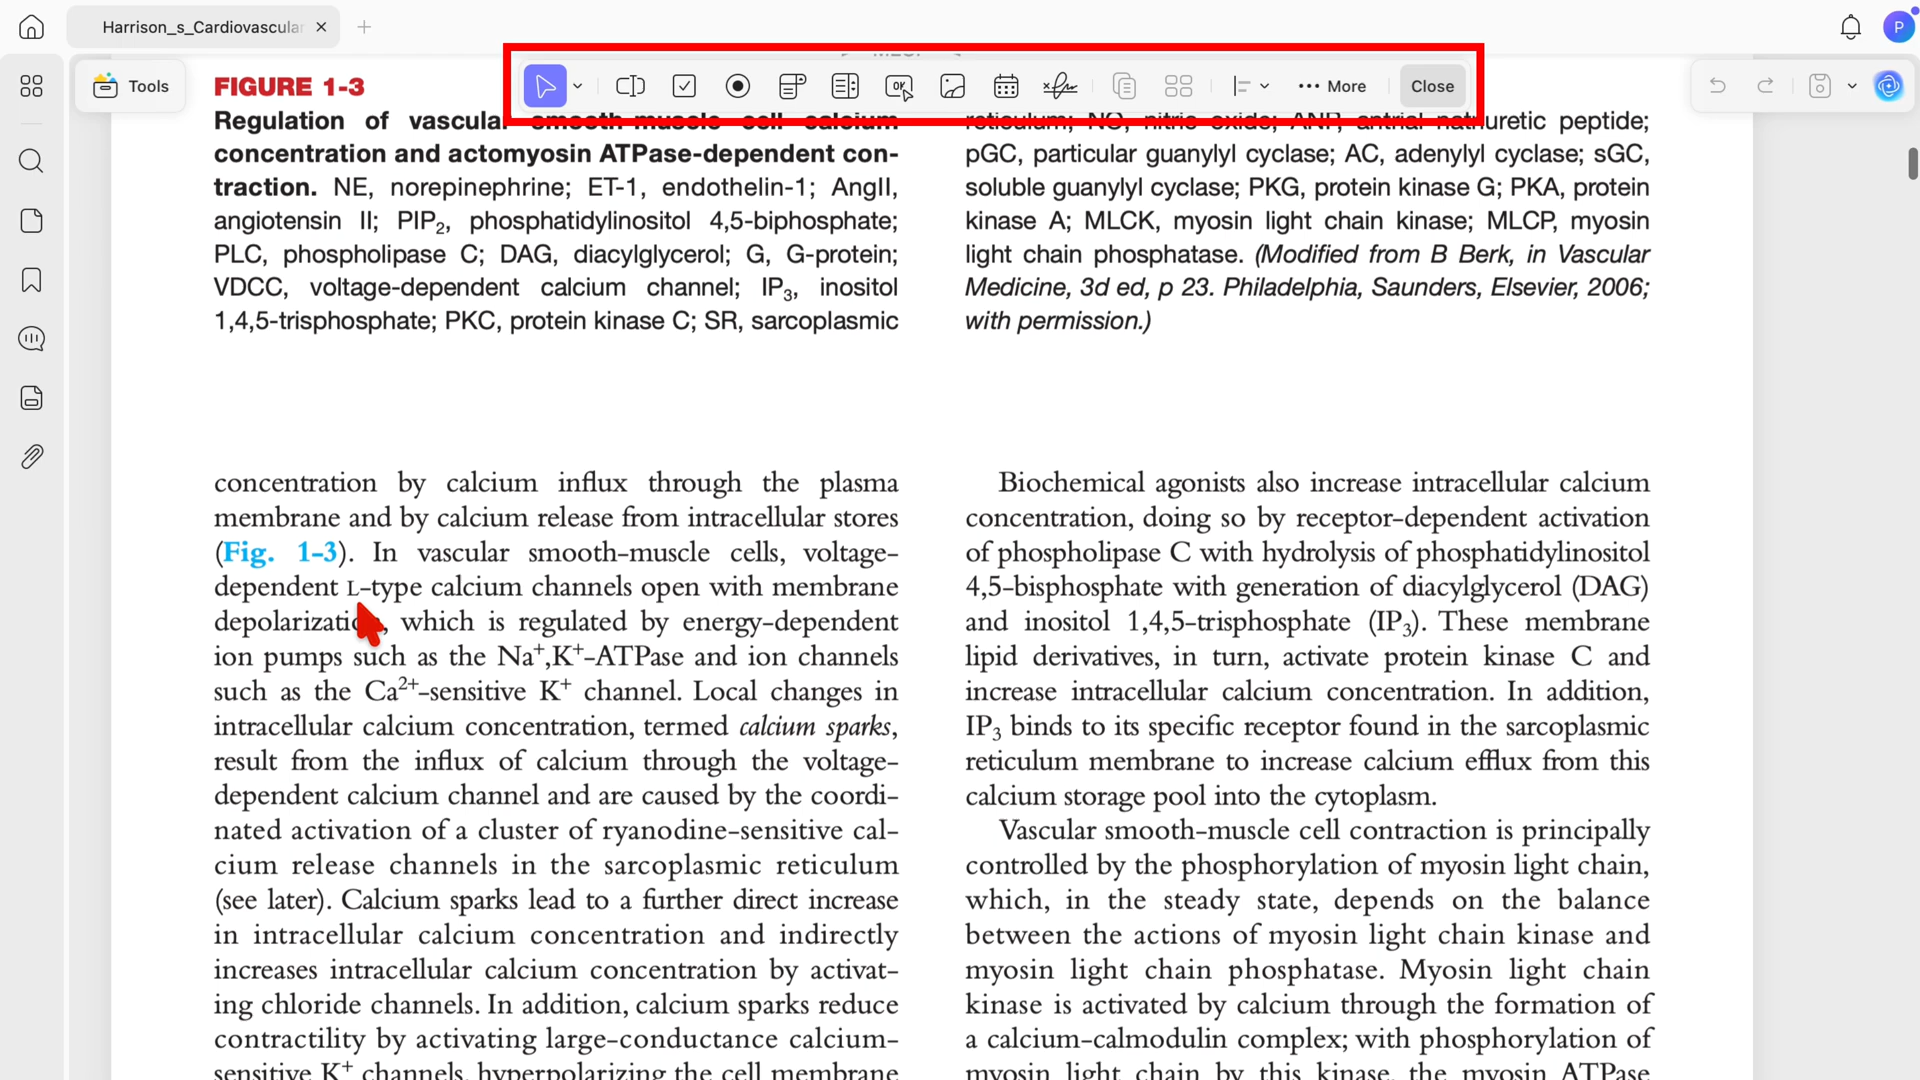 Harrison_s_Cardiovascular
P
Tools
OK
More
Close
FIGURE 1-3
Regulation of vascular smooth-muscle cell calcium
concentration and actomyosin ATPase-dependent con-
traction. NE, norepinephrine; ET-1, endothelin-1; AngII,
angiotensin II; PIP2, phosphatidylinositol 4,5-biphosphate;
PLC, phospholipase C; DAG, diacylglycerol; G, G-protein;
VDCC, voltage-dependent calcium channel; IP3, inositol
1,4,5-trisphosphate; PKC, protein kinase C; SR, sarcoplasmic
reticulum; NO, nitric oxide; ANP, antrial natriuretic peptide;
pGC, particular guanylyl cyclase; AC, adenylyl cyclase; sGC,
soluble guanylyl cyclase; PKG, protein kinase G; PKA, protein
kinase A; MLCK, myosin light chain kinase; MLCP, myosin
light chain phosphatase. (Modified from B Berk, in Vascular
Medicine, 3d ed, p 23. Philadelphia, Saunders, Elsevier, 2006;
with permission.)
concentration by calcium influx through the plasma
membrane and by calcium release from intracellular stores
(Fig. 1-3). In vascular smooth-muscle cells, voltage-
dependent L-type calcium channels open with membrane
depolarization, which is regulated by energy-dependent
ion pumps such as the Na+,K+-ATPase and ion channels
such as the Ca2+-sensitive K+ channel. Local changes in
intracellular calcium concentration, termed calcium sparks,
result from the influx of calcium through the voltage-
dependent calcium channel and are caused by the coordi-
nated activation of a cluster of ryanodine-sensitive cal-
cium release channels in the sarcoplasmic reticulum
(see later). Calcium sparks lead to a further direct increase
in intracellular calcium concentration and indirectly
increases intracellular calcium concentration by activat-
ing chloride channels. In addition, calcium sparks reduce
contractility by activating large-conductance calcium-
sensitive K+ channels, hyperpolarizing the cell membrane
Biochemical agonists also increase intracellular calcium
concentration, doing so by receptor-dependent activation
of phospholipase C with hydrolysis of phosphatidylinositol
4,5-bisphosphate with generation of diacylglycerol (DAG)
and inositol 1,4,5-trisphosphate (IP3). These membrane
lipid derivatives, in turn, activate protein kinase C and
increase intracellular calcium concentration. In addition,
IP3 binds to its specific receptor found in the sarcoplasmic
reticulum membrane to increase calcium efflux from this
calcium storage pool into the cytoplasm.
Vascular smooth-muscle cell contraction is principally
controlled by the phosphorylation of myosin light chain,
which, in the steady state, depends on the balance
between the actions of myosin light chain kinase and
myosin light chain phosphatase. Myosin light chain
kinase is activated by calcium through the formation of
a calcium-calmodulin complex; with phosphorylation of
myosin light chain by this kinase, the myosin ATPase